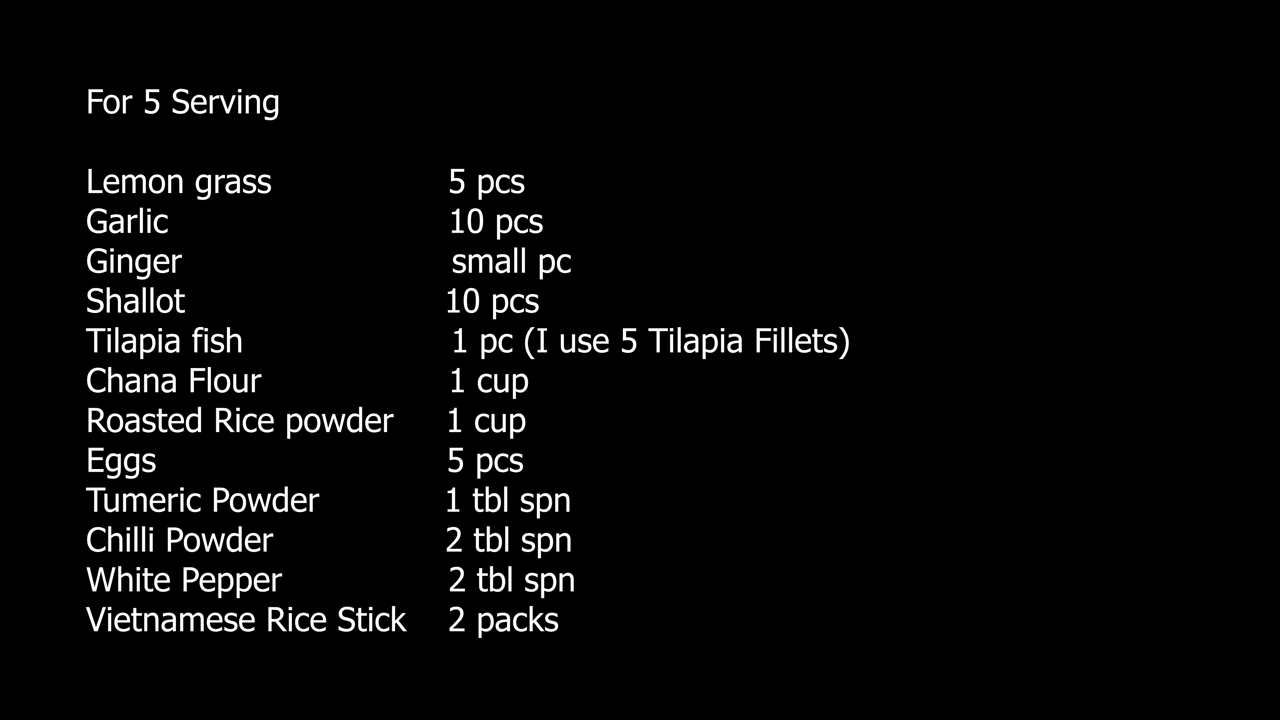 For 5 Serving
Lemon grass 5 pcs
Garlic 10 pcs
Ginger small pc
Shallot 10 pcs
Tilapia fish 1 pc (I use 5 Tilapia Fillets)
Chana Flour 1 cup
Roasted Rice powder 1 cup
Eggs 5 pcs
Tumeric Powder 1 tbl spn
Chilli Powder 2 tbl spn
White Pepper 2 tbl spn
Vietnamese Rice Stick 2 packs